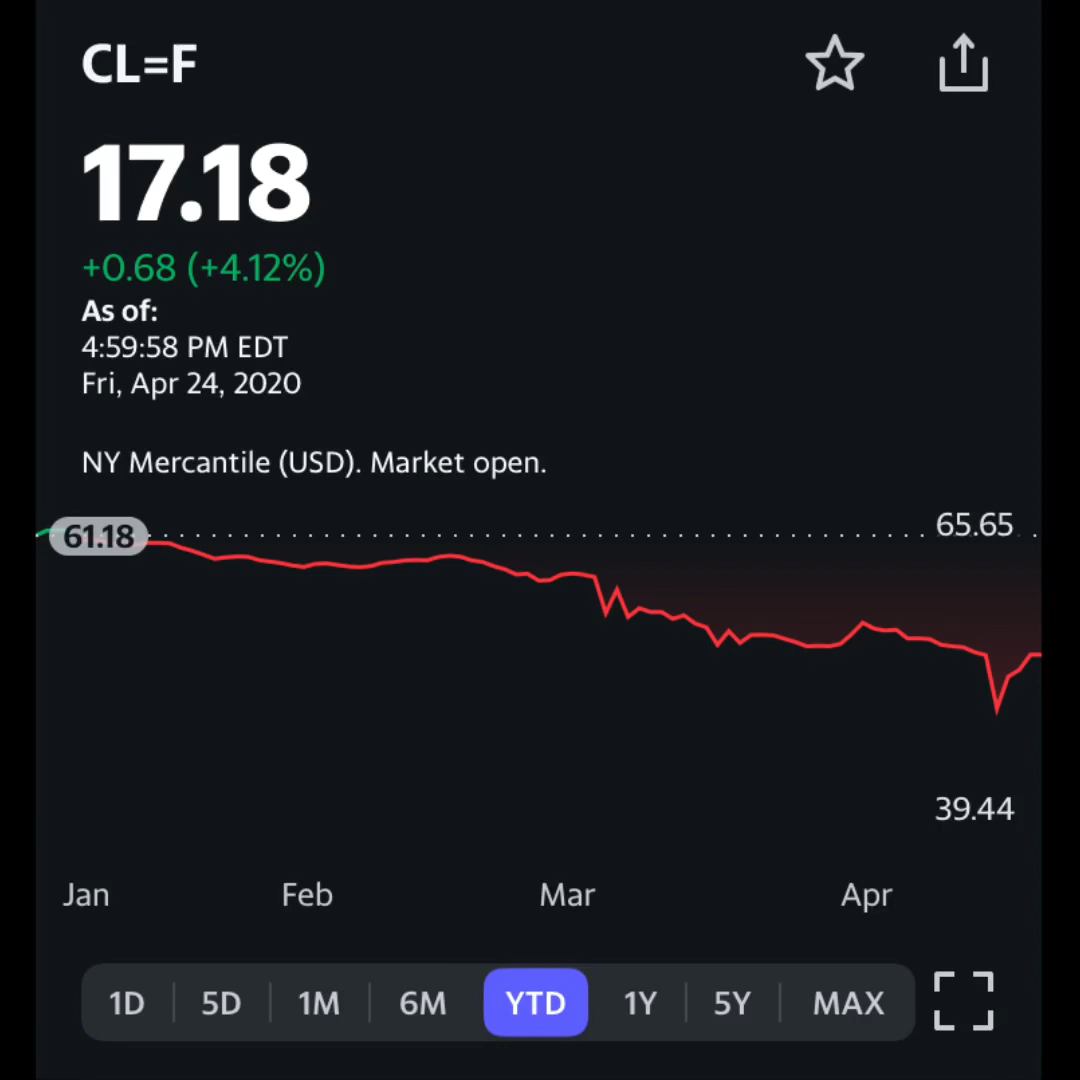 CL=F
17.18
+0.68 (+4.12%)
As of:
4:59:58 PM EDT
Fri, Apr 24, 2020
NY Mercantile (USD). Market open.
61.18
65.65
39.44
Jan Feb Mar Apr
1D 5D 1M 6M YTD 1Y 5Y MAX